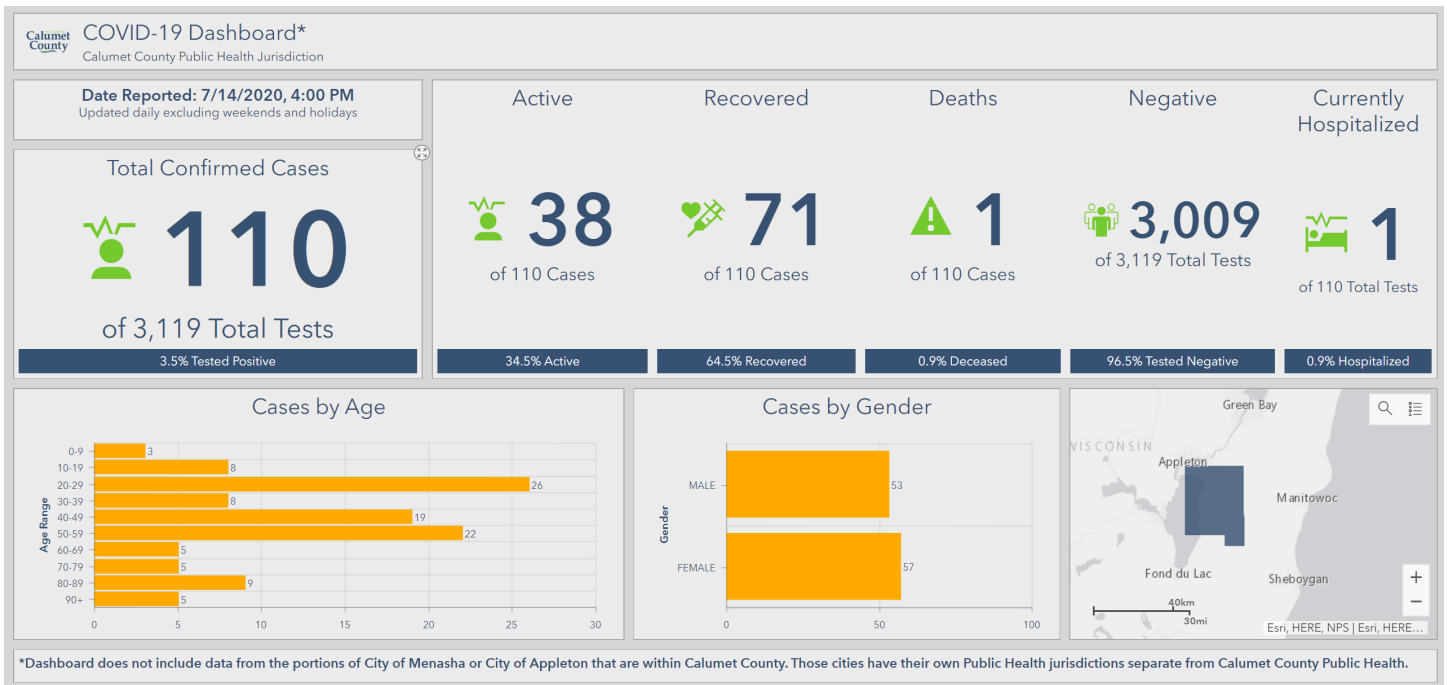 Calumet
County
COVID-19 Dashboard*
Calumet County Public Health Jurisdiction
Date Reported: 7/14/2020, 4:00 PM
Updated daily excluding weekends and holidays
Total Confirmed Cases
110
of 3,119 Total Tests
3.5% Tested Positive
Active
38
of 110 Cases
34.5% Active
Recovered
71
of 110 Cases
64.5% Recovered
Deaths
1
of 110 Cases
0.9% Deceased
Negative
3,009
of 3,119 Total Tests
96.5% Tested Negative
Currently
Hospitalized
1
of 110 Total Tests
0.9% Hospitalized
Cases by Age
Age Range
0-9 3
10-19 8
20-29 26
30-39 8
40-49 19
50-59 22
60-69 5
70-79 5
80-89 9
90+ 5
0 5 10 15 20 25 30
Cases by Gender
Gender
MALE 53
FEMALE 57
0 50 100
Green Bay
WISCONSIN
Appleton
Manitowoc
Fond du Lac
Sheboygan
+
−
40km
30mi
Esri, HERE, NPS | Esri, HERE...
*Dashboard does not include data from the portions of City of Menasha or City of Appleton that are within Calumet County. Those cities have their own Public Health jurisdictions separate from Calumet County Public Health.